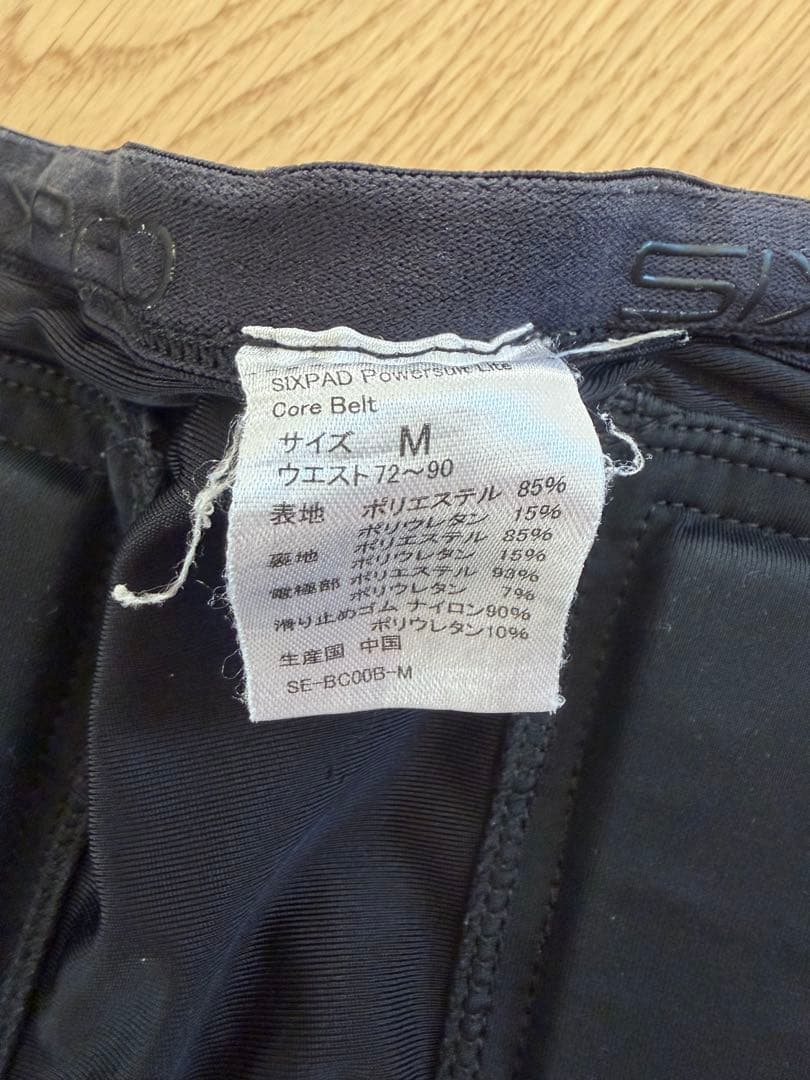 SIX
SIXPAD Powersuit Lite
Core Belt
サイズ M
ウエスト72～90
表地 ポリエステル 85%
ポリウレタン 15%
裏地 ポリエステル 85%
ポリウレタン 15%
電極部 ポリエステル 93%
ポリウレタン 7%
滑り止めゴム ナイロン90%
ポリウレタン10%
生産国 中国
SE-BC00B-M